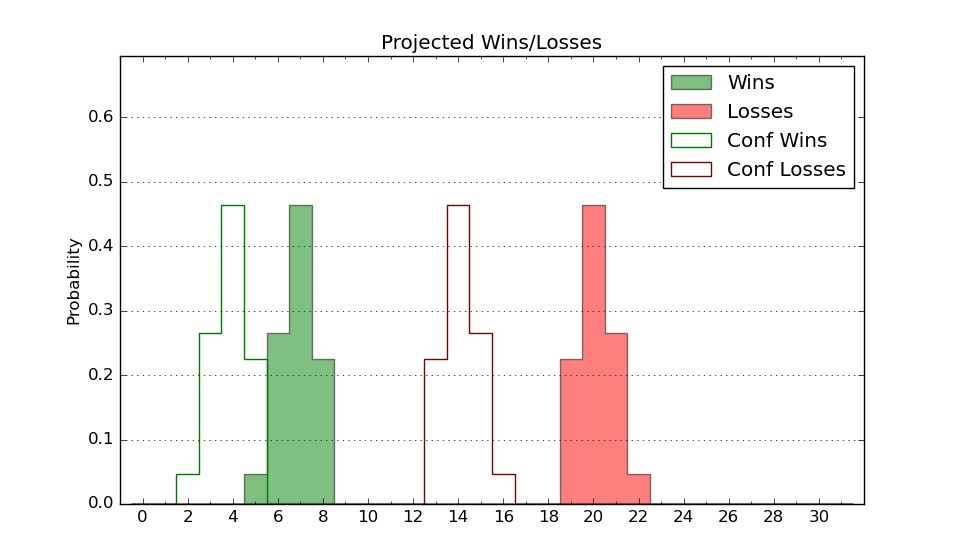 Projected Wins/Losses
Wins
Losses
Conf Wins
Conf Losses
Probability
0.6
0.5
0.4
0.3
0.2
0.1
0.0
0 2 4 6 8 10 12 14 16 18 20 22 24 26 28 30